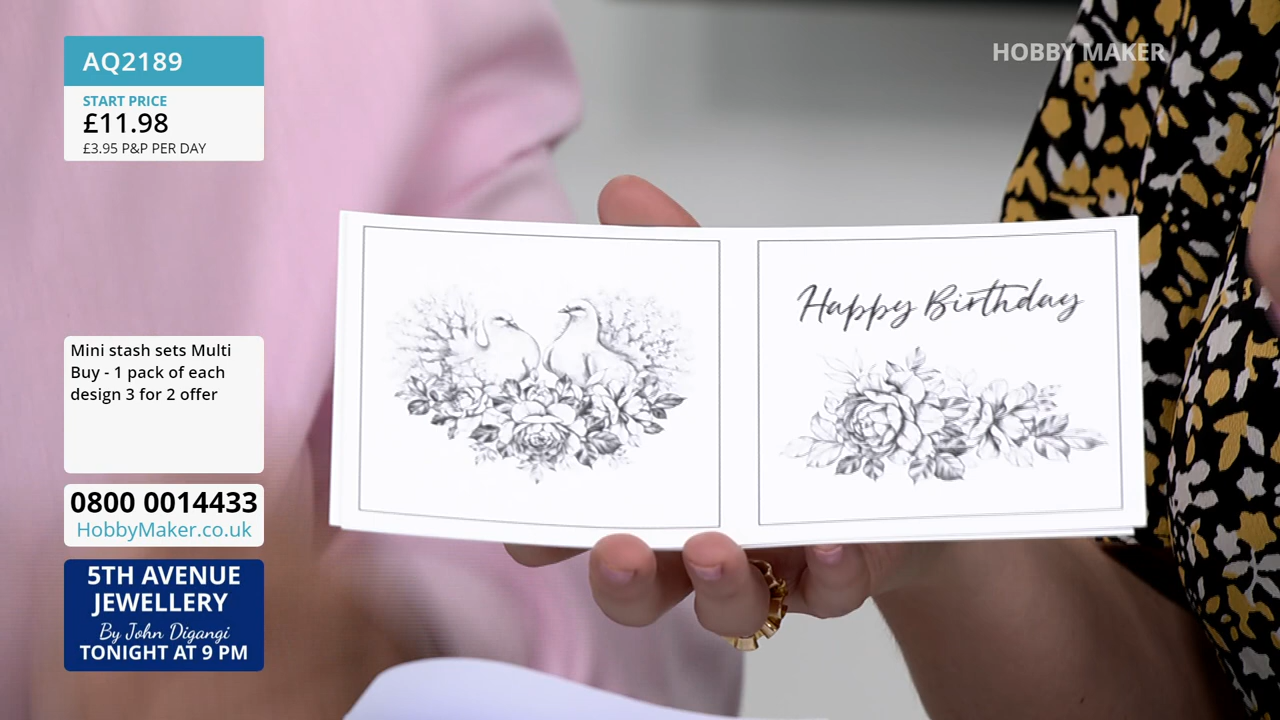 AQ2189
START PRICE
£11.98
£3.95 P&P PER DAY
HOBBY MAKER
Happy Birthday
Mini stash sets Multi
Buy - 1 pack of each
design 3 for 2 offer
0800 0014433
HobbyMaker.co.uk
5TH AVENUE
JEWELLERY
By John Digangi
TONIGHT AT 9 PM